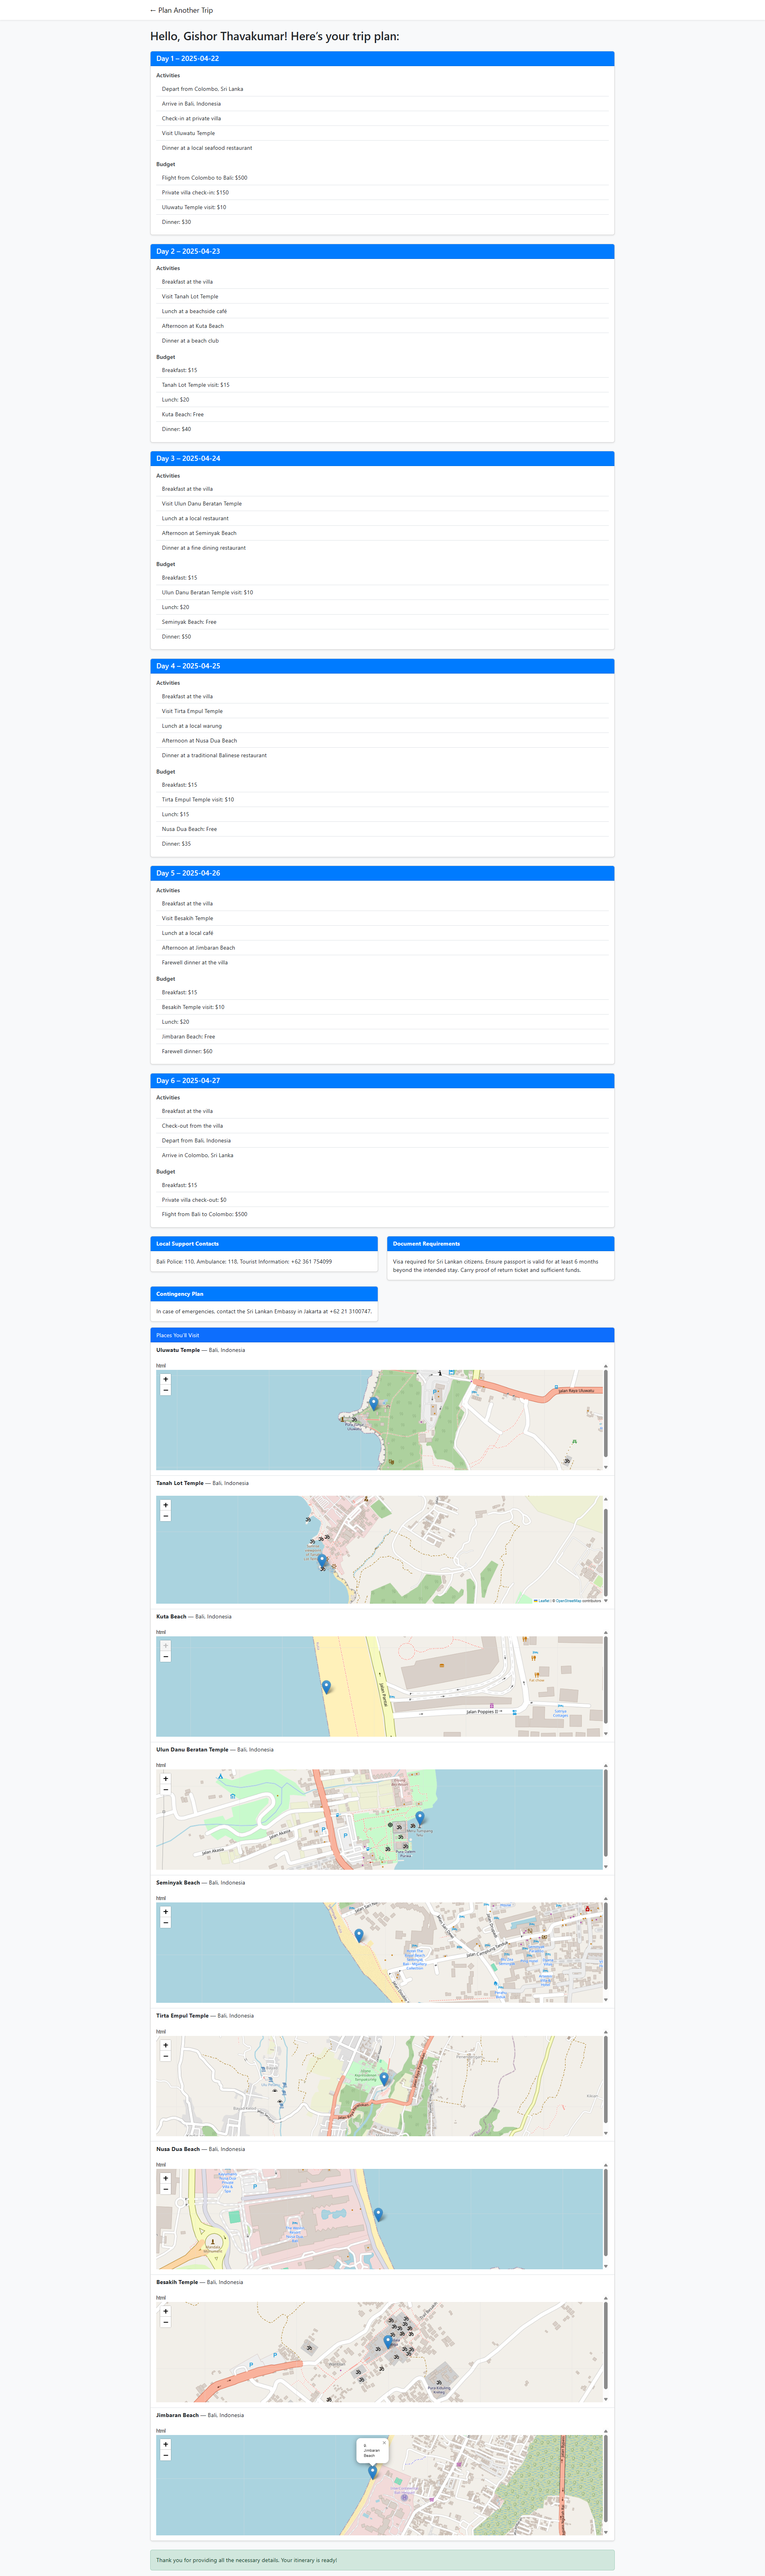 ← Plan Another Trip
Hello, Gishor Thavakumar! Here's your trip plan:
Day 1 – 2025-04-22
Activities
Depart from Colombo, Sri Lanka
Arrive in Bali, Indonesia
Check-in at private villa
Visit Uluwatu Temple
Dinner at a local seafood restaurant
Budget
Flight from Colombo to Bali: $500
Private villa check-in: $150
Uluwatu Temple visit: $10
Dinner: $30
Day 2 – 2025-04-23
Activities
Breakfast at the villa
Visit Tanah Lot Temple
Lunch at a beachside café
Afternoon at Kuta Beach
Dinner at a beach club
Budget
Breakfast: $15
Tanah Lot Temple visit: $15
Lunch: $20
Kuta Beach: Free
Dinner: $40
Day 3 – 2025-04-24
Activities
Breakfast at the villa
Visit Ulun Danu Beratan Temple
Lunch at a local restaurant
Afternoon at Seminyak Beach
Dinner at a fine dining restaurant
Budget
Breakfast: $15
Ulun Danu Beratan Temple visit: $10
Lunch: $20
Seminyak Beach: Free
Dinner: $50
Day 4 – 2025-04-25
Activities
Breakfast at the villa
Visit Tirta Empul Temple
Lunch at a local warung
Afternoon at Nusa Dua Beach
Dinner at a traditional Balinese restaurant
Budget
Breakfast: $15
Tirta Empul Temple visit: $10
Lunch: $15
Nusa Dua Beach: Free
Dinner: $35
Day 5 – 2025-04-26
Activities
Breakfast at the villa
Visit Besakih Temple
Lunch at a local café
Afternoon at Jimbaran Beach
Farewell dinner at the villa
Budget
Breakfast: $15
Besakih Temple visit: $10
Lunch: $20
Jimbaran Beach: Free
Farewell dinner: $60
Day 6 – 2025-04-27
Activities
Breakfast at the villa
Check-out from the villa
Depart from Bali, Indonesia
Arrive in Colombo, Sri Lanka
Budget
Breakfast: $15
Private villa check-out: $0
Flight from Bali to Colombo: $500
Local Support Contacts
Bali Police: 110, Ambulance: 118, Tourist Information: +62 361 754099
Document Requirements
Visa required for Sri Lankan citizens. Ensure passport is valid for at least 6 months
beyond the intended stay. Carry proof of return ticket and sufficient funds.
Contingency Plan
In case of emergencies, contact the Sri Lankan Embassy in Jakarta at +62 21 3100747.
Places You'll Visit
Uluwatu Temple — Bali, Indonesia
html
+
−
Jalan Raya Uluwatu
Tanah Lot Temple — Bali, Indonesia
+
−
Leaflet | © OpenStreetMap contributors
Kuta Beach — Bali, Indonesia
html
+
−
Jalan Pantai
Jalan Poppies II
Ulun Danu Beratan Temple — Bali, Indonesia
html
+
−
Jalan Akasia
Jalan Akasia
Seminyak Beach — Bali, Indonesia
html
+
−
Tirta Empul Temple — Bali, Indonesia
html
+
−
Nusa Dua Beach — Bali, Indonesia
html
+
−
Besakih Temple — Bali, Indonesia
html
+
−
Jimbaran Beach — Bali, Indonesia
html
+
−
Jimbaran
Beach
Thank you for providing all the necessary details. Your itinerary is ready!